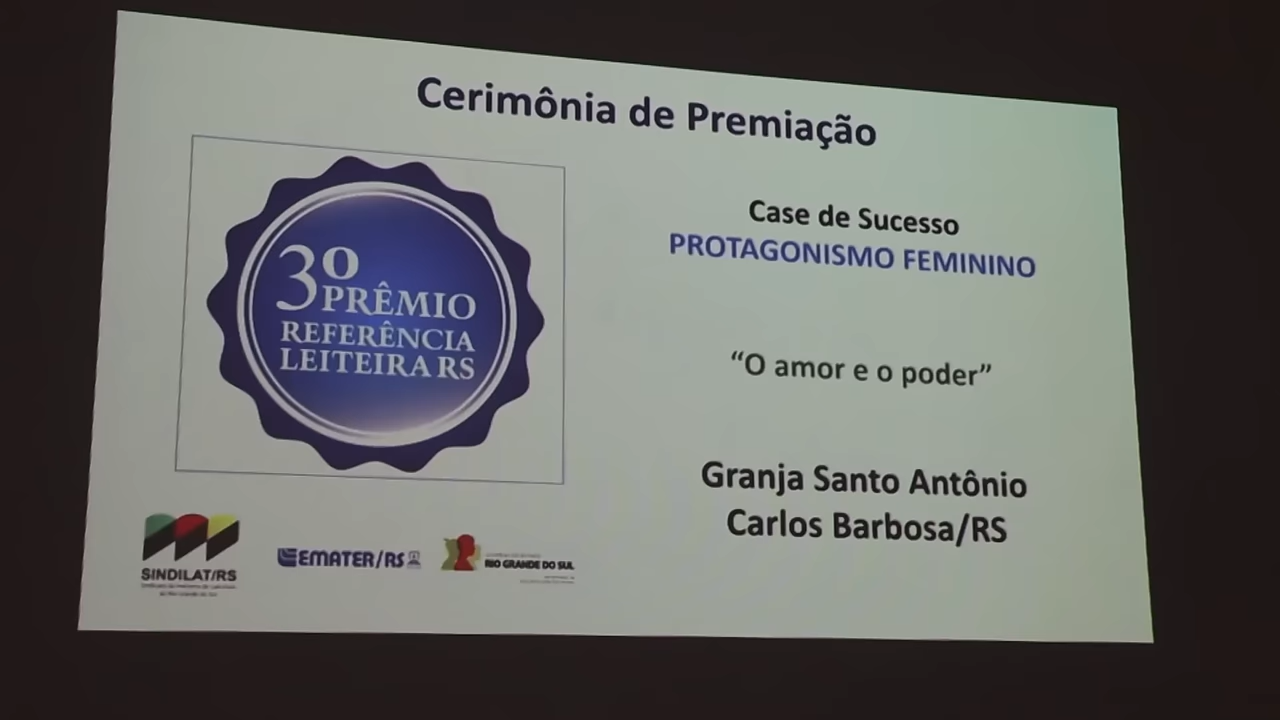 Cerimônia de Premiação
3º
PRÊMIO
REFERÊNCIA
LEITEIRA RS
Case de Sucesso
PROTAGONISMO FEMININO
“O amor e o poder”
Granja Santo Antônio
Carlos Barbosa/RS
SINDILAT/RS
EMATER/RS
RIO GRANDE DO SUL